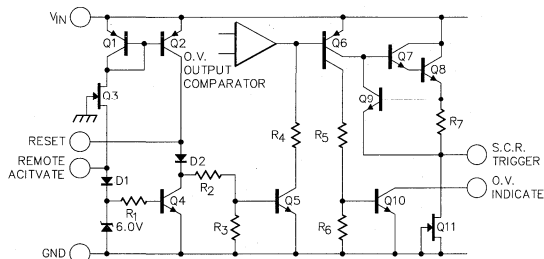 VIN
Q1
Q2
Q6
Q7
Q8
O.V.
OUTPUT
COMPARATOR
Q3
Q9
R4
R5
R7
RESET
REMOTE
ACITVATE
S.C.R.
TRIGGER
D2
D1
R2
O.V.
INDICATE
R1
Q4
Q5
Q10
6.0V
R3
R6
Q11
GND